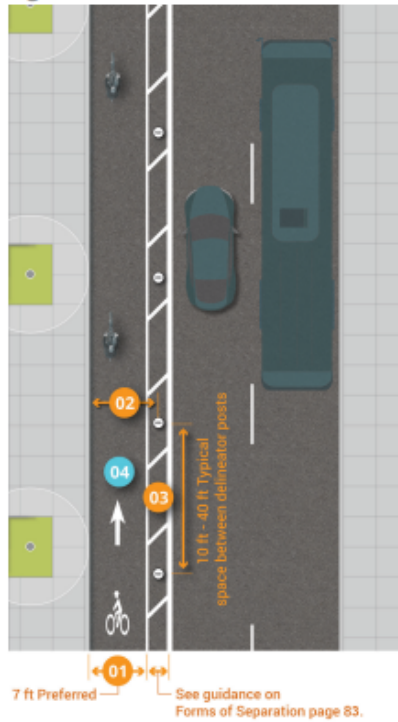 02
04
03
10 ft - 40 ft Typical
space between delineator posts
01
7 ft Preferred
See guidance on
Forms of Separation page 83.